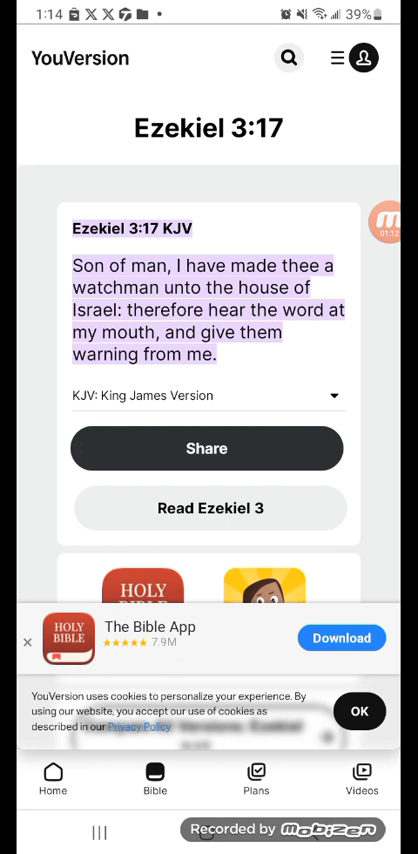 1:14 39%
YouVersion
Ezekiel 3:17
Ezekiel 3:17 KJV
Son of man, I have made thee a
watchman unto the house of
Israel: therefore hear the word at
my mouth, and give them
warning from me.
01:12
KJV: King James Version
Share
Read Ezekiel 3
HOLY
HOLY
BIBLE
The Bible App
7.9M
Download
YouVersion uses cookies to personalize your experience. By
using our website, you accept our use of cookies as
described in our Privacy Policy
OK
Home Bible Plans Videos
Recorded by mobizen